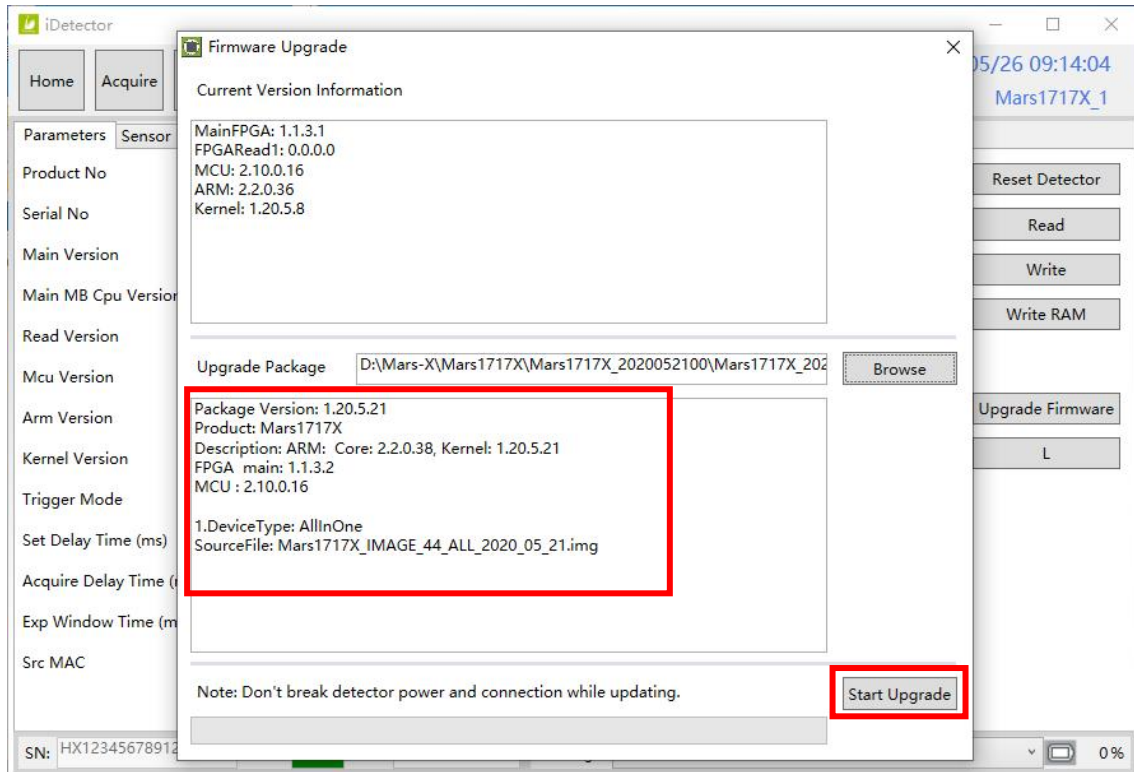 iDetector
Firmware Upgrade
Home
Acquire
05/26 09:14:04
Mars1717X_1
Current Version Information
Parameters
Sensor
MainFPGA: 1.1.3.1
FPGARead1: 0.0.0.0
MCU: 2.10.0.16
ARM: 2.2.0.36
Kernel: 1.20.5.8
Product No
Serial No
Main Version
Main MB Cpu Version
Read Version
Mcu Version
Arm Version
Kernel Version
Trigger Mode
Set Delay Time (ms)
Acquire Delay Time (
Exp Window Time (m
Src MAC
Reset Detector
Read
Write
Write RAM
Upgrade Firmware
L
Upgrade Package
D:\Mars-X\Mars1717X\Mars1717X_2020052100\Mars1717X_202
Browse
Package Version: 1.20.5.21
Product: Mars1717X
Description: ARM:  Core: 2.2.0.38, Kernel: 1.20.5.21
FPGA  main: 1.1.3.2
MCU : 2.10.0.16
1.DeviceType: AllInOne
SourceFile: Mars1717X_IMAGE_44_ALL_2020_05_21.img
Note: Don't break detector power and connection while updating.
Start Upgrade
SN:
HX12345678912
0%